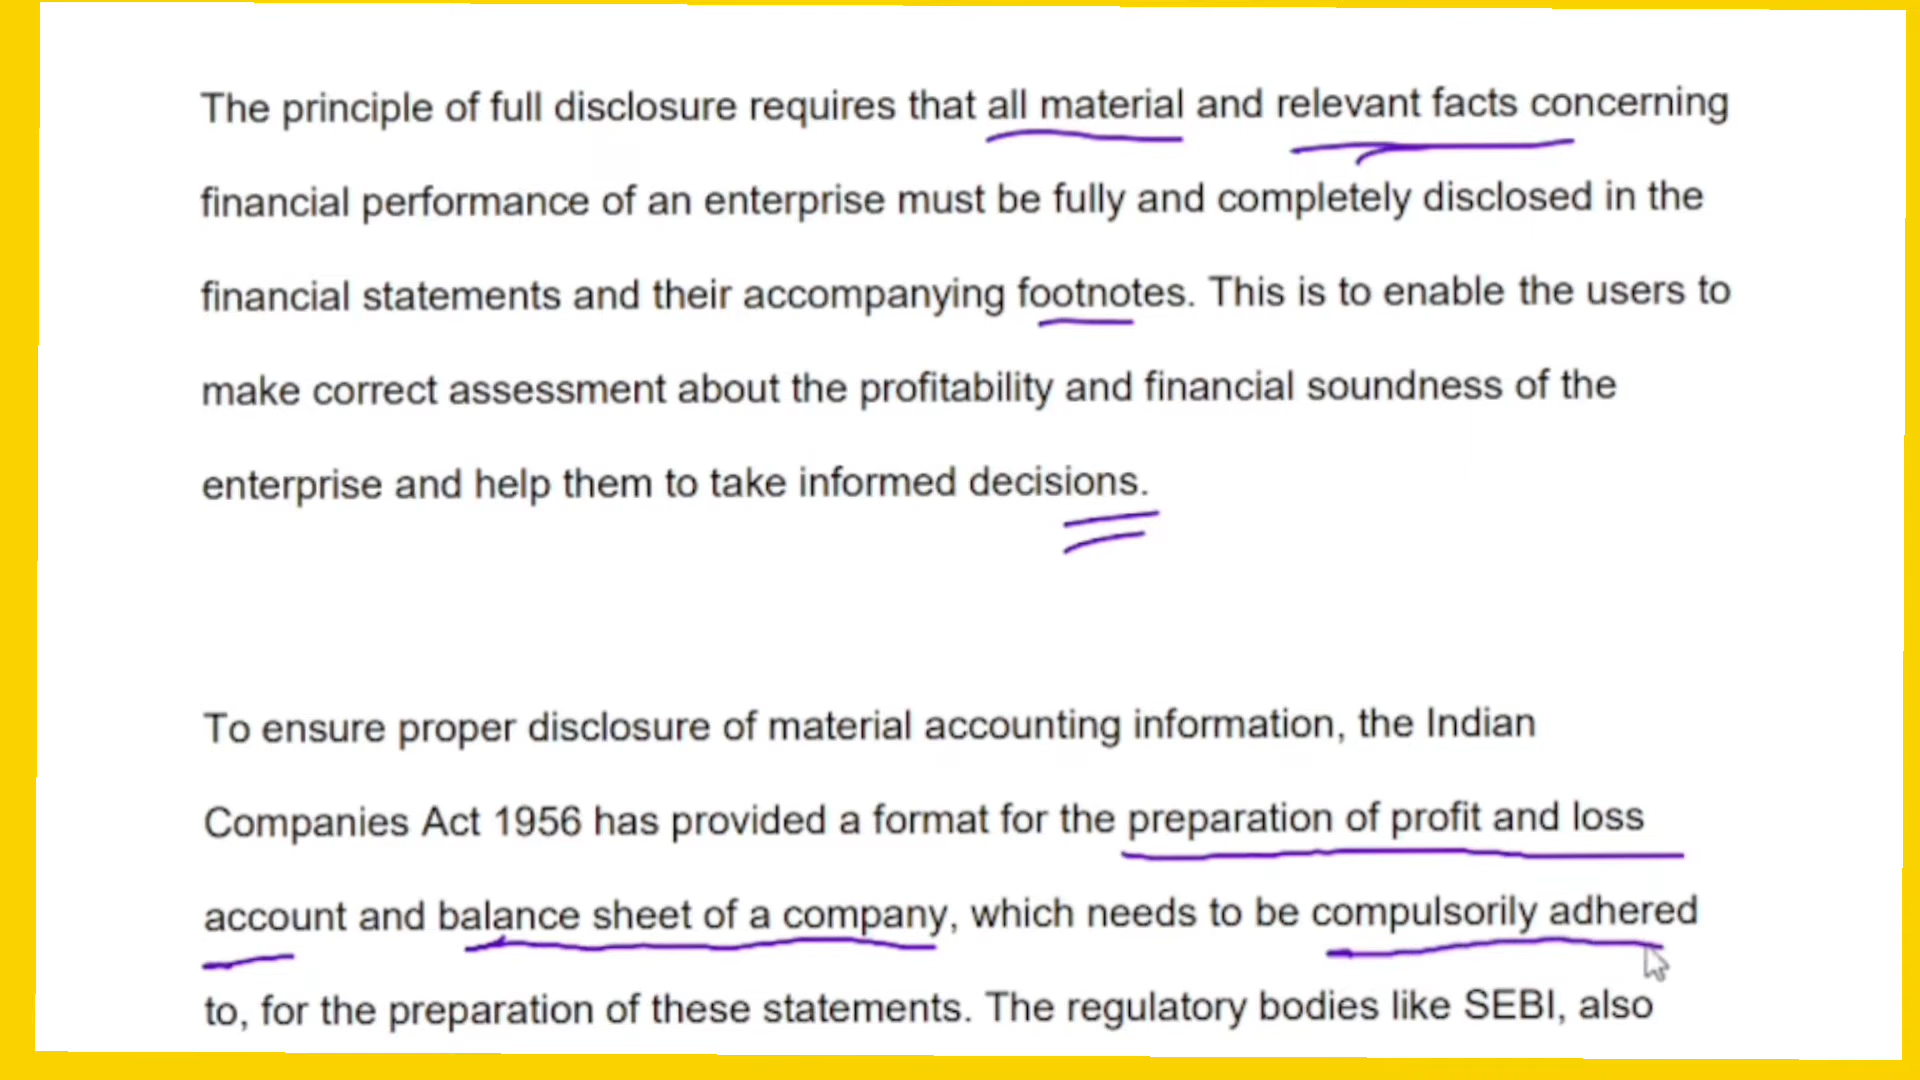 The principle of full disclosure requires that all material and relevant facts concerning
financial performance of an enterprise must be fully and completely disclosed in the
financial statements and their accompanying footnotes. This is to enable the users to
make correct assessment about the profitability and financial soundness of the
enterprise and help them to take informed decisions.
To ensure proper disclosure of material accounting information, the Indian
Companies Act 1956 has provided a format for the preparation of profit and loss
account and balance sheet of a company, which needs to be compulsorily adhered
to, for the preparation of these statements. The regulatory bodies like SEBI, also